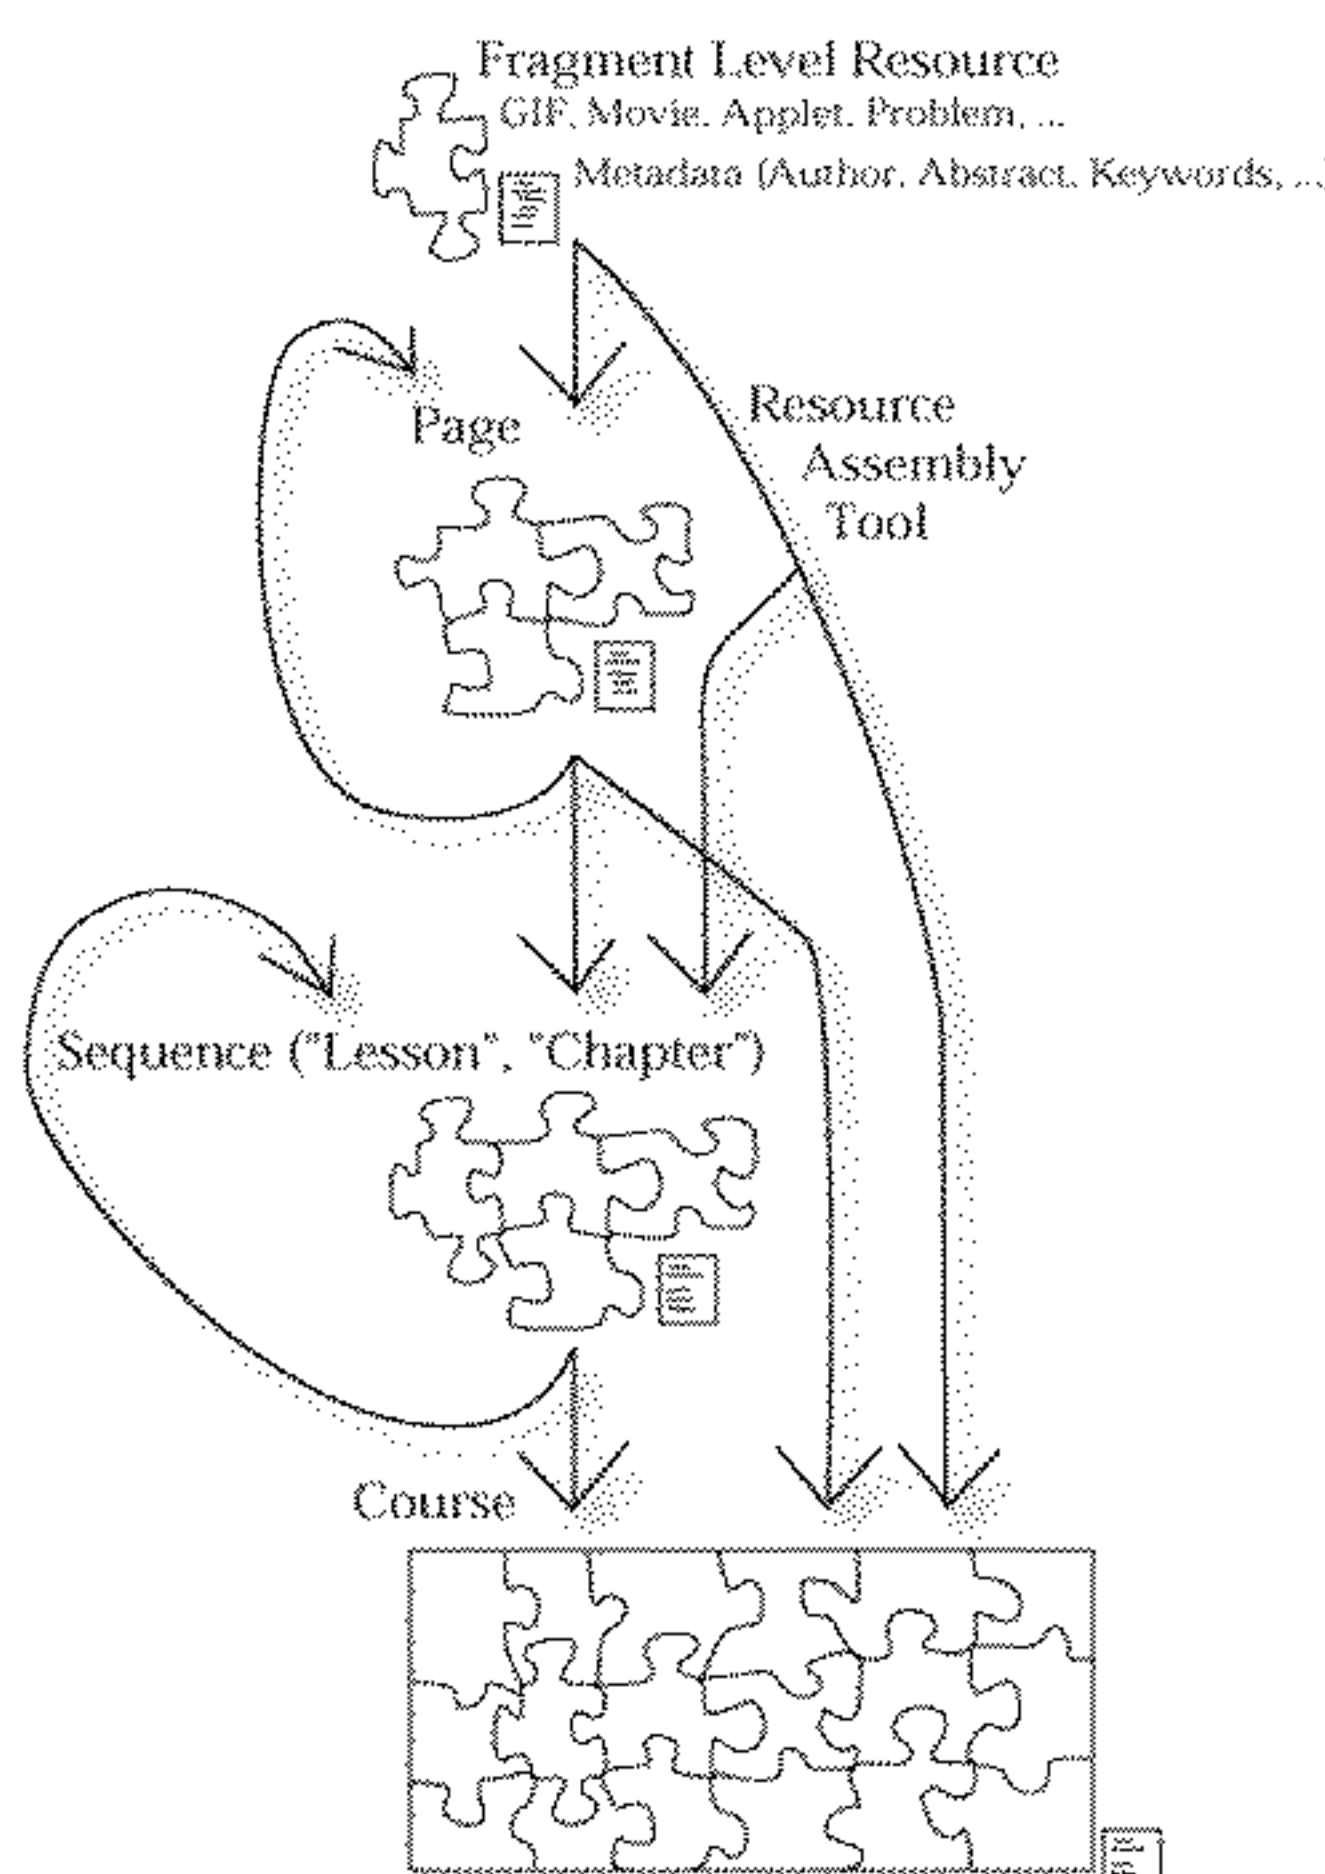 Fragment Level Resource
GIF, Movie, Applet, Problem, ...
Metadata (Author, Abstract, Keywords, ...)
Page
Resource
Assembly
Tool
Sequence ("Lesson", "Chapter")
Course